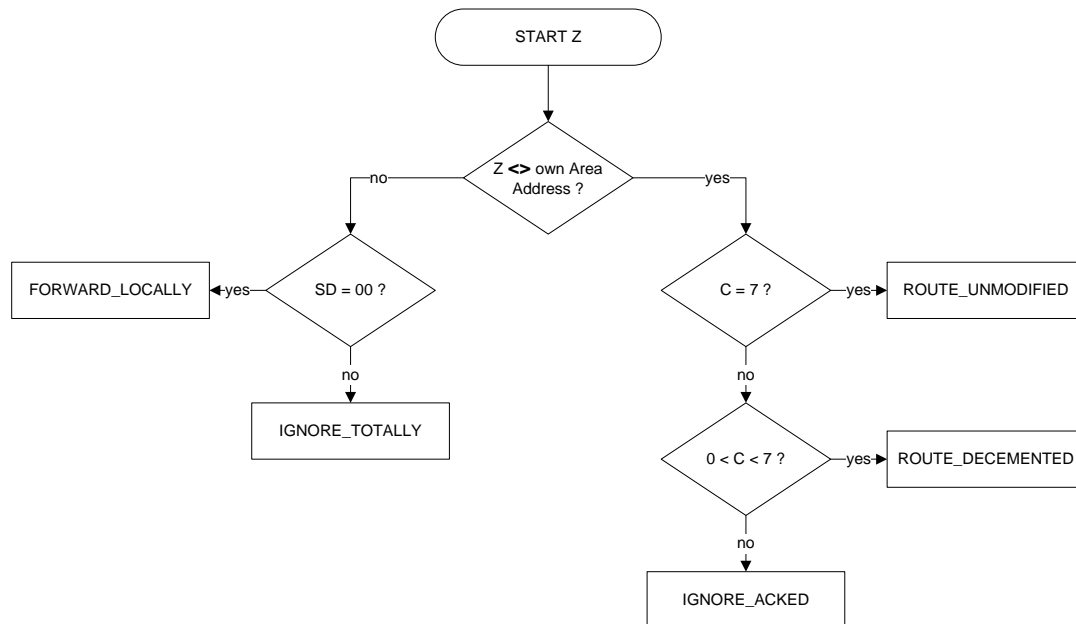 START Z
Z <> own Area
Address ?
no
yes
SD = 00 ?
C = 7 ?
FORWARD_LOCALLY
yes
yes
ROUTE_UNMODIFIED
no
no
IGNORE_TOTALLY
0 < C < 7 ?
yes
ROUTE_DECEMENTED
no
IGNORE_ACKED